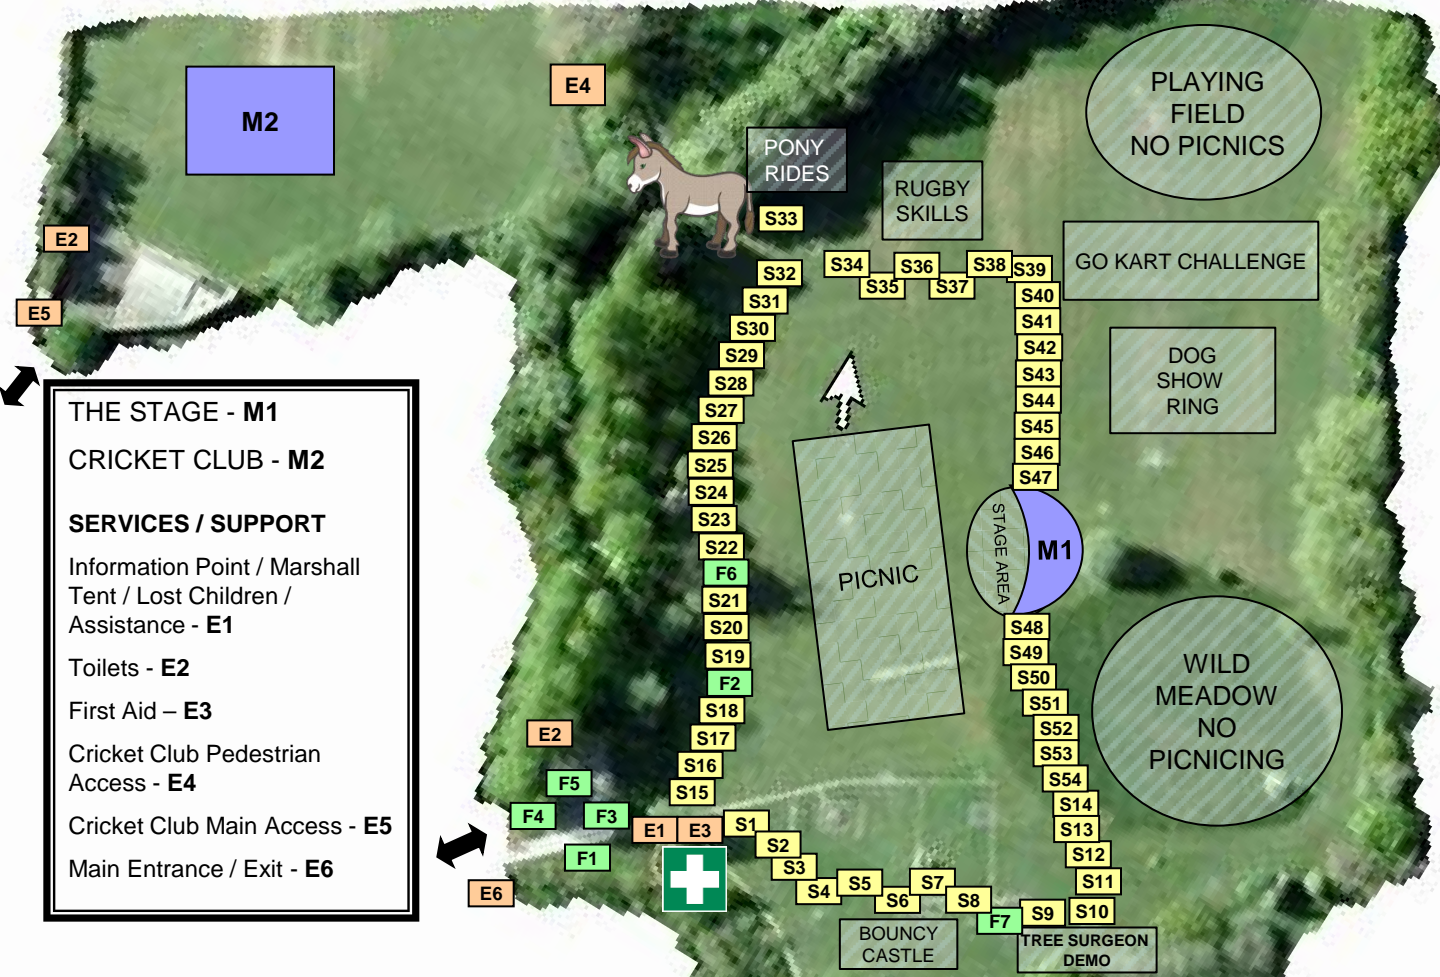 M2
E4
PLAYING
FIELD
NO PICNICS
PONY
RIDES
RUGBY
SKILLS
S33
E2
E5
GO KART CHALLENGE
S32
S31
S30
S29
S28
S27
S26
S25
S24
S23
S22
F6
S21
S20
S19
F2
S18
S17
S16
S15
S34
S35
S36
S37
S38
S39
S40
S41
S42
S43
S44
S45
S46
S47
DOG
SHOW
RING
STAGE AREA
M1
PICNIC
S48
S49
S50
S51
S52
S53
S54
S14
S13
S12
S11
S10
WILD
MEADOW
NO
PICNICING
THE STAGE - M1
CRICKET CLUB - M2
SERVICES / SUPPORT
Information Point / Marshall
Tent / Lost Children /
Assistance - E1
Toilets - E2
First Aid – E3
Cricket Club Pedestrian
Access - E4
Cricket Club Main Access - E5
Main Entrance / Exit - E6
E2
F5
F4
F3
F1
E6
E1
E3
S1
S2
S3
S4
S5
S6
S7
S8
F7
S9
BOUNCY
CASTLE
TREE SURGEON
DEMO